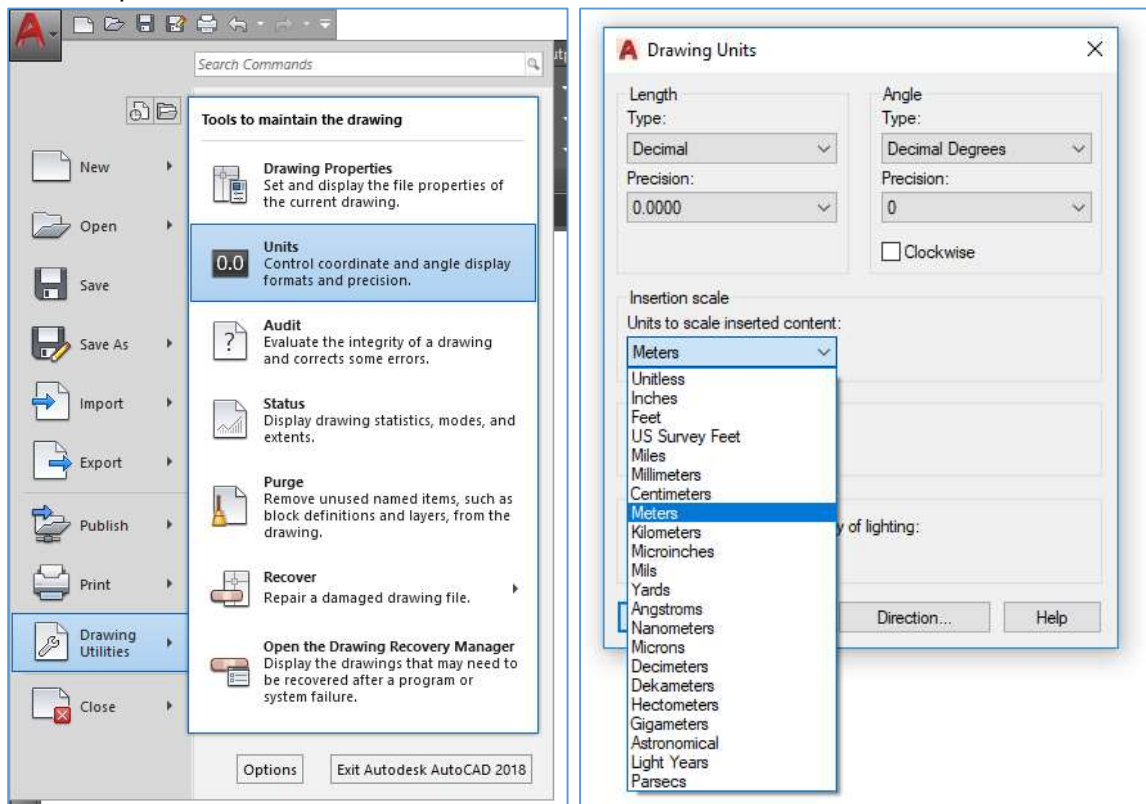 Search Commands
Tools to maintain the drawing
New
Open
Save
Save As
Import
Export
Publish
Print
Drawing
Utilities
Close
Drawing Properties
Set and display the file properties of
the current drawing.
0.0
Units
Control coordinate and angle display
formats and precision.
Audit
Evaluate the integrity of a drawing
and corrects some errors.
Status
Display drawing statistics, modes, and
extents.
Purge
Remove unused named items, such as
block definitions and layers, from the
drawing.
Recover
Repair a damaged drawing file.
Open the Drawing Recovery Manager
Display the drawings that may need to
be recovered after a program or
system failure.
Options
Exit Autodesk AutoCAD 2018
Drawing Units
Length
Type:
Decimal
Precision:
0.0000
Angle
Type:
Decimal Degrees
Precision:
0
Clockwise
Insertion scale
Units to scale inserted content:
Meters
Unitless
Inches
Feet
US Survey Feet
Miles
Millimeters
Centimeters
Meters
Kilometers
Microinches
Mils
Yards
Angstroms
Nanometers
Microns
Decimeters
Dekameters
Hectometers
Gigameters
Astronomical
Light Years
Parsecs
y of lighting:
Direction...
Help